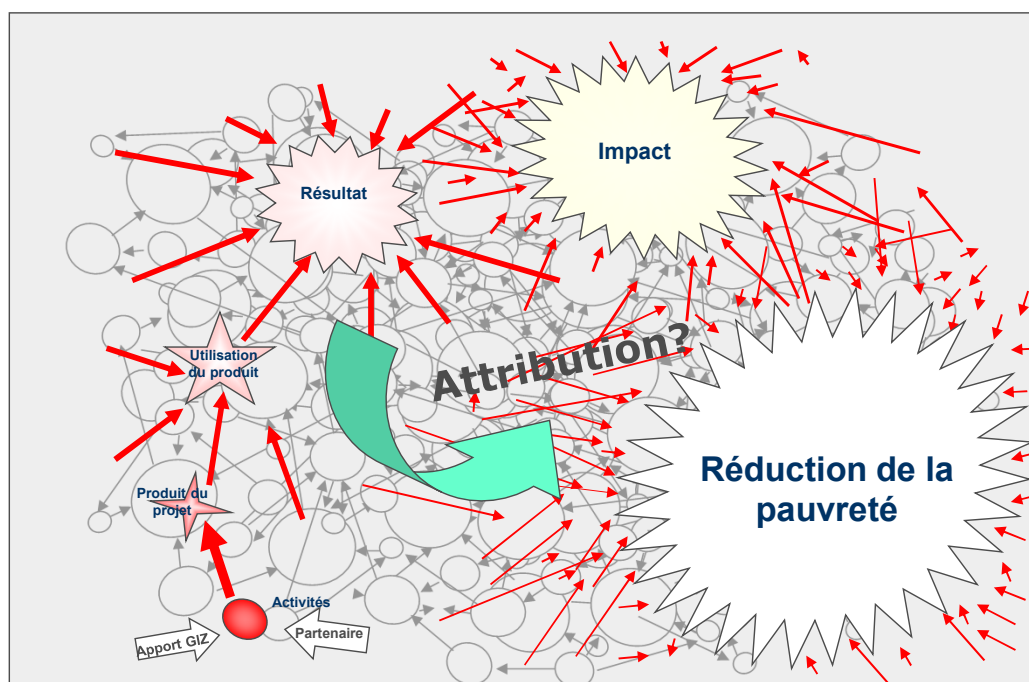 Impact
Résultat
Attribution?
Utilisation
du produit
Réduction de la
pauvreté
Produit du
projet
Activités
Apport GIZ
Partenaire